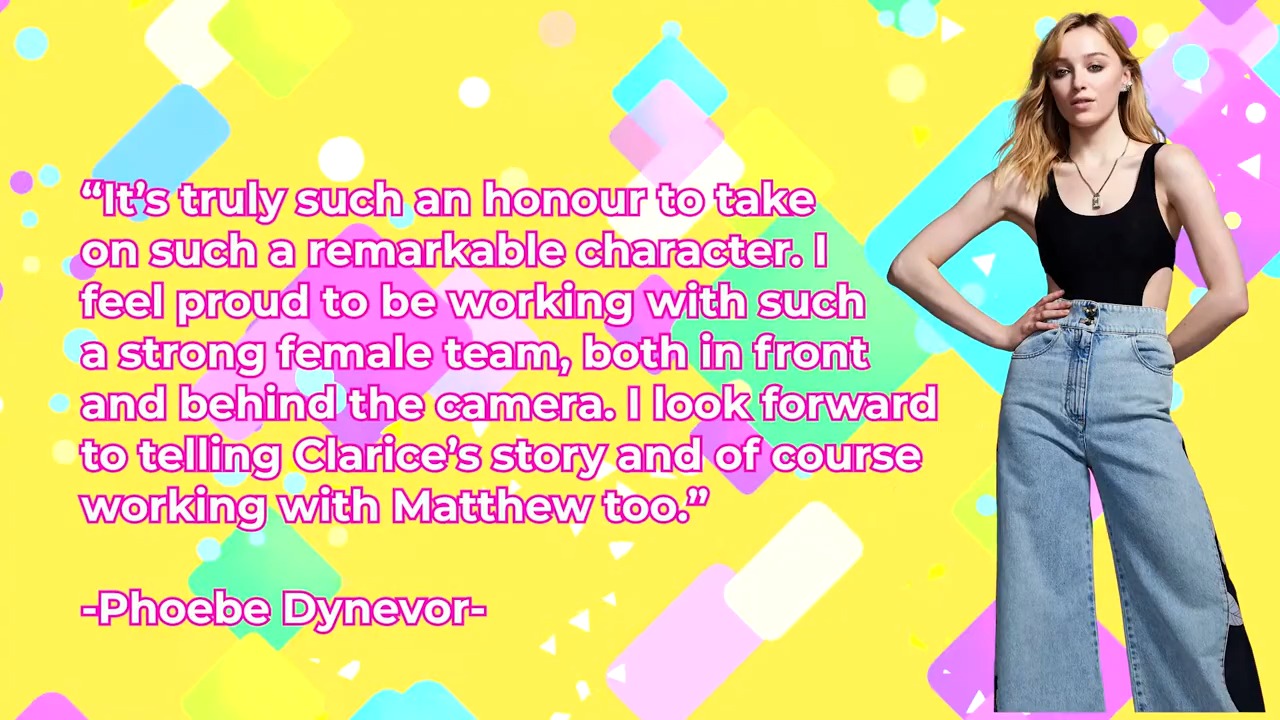 “It’s truly such an honour to take
on such a remarkable character. I
feel proud to be working with such
a strong female team, both in front
and behind the camera. I look forward
to telling Clarice’s story and of course
working with Matthew too.”
-Phoebe Dynevor-